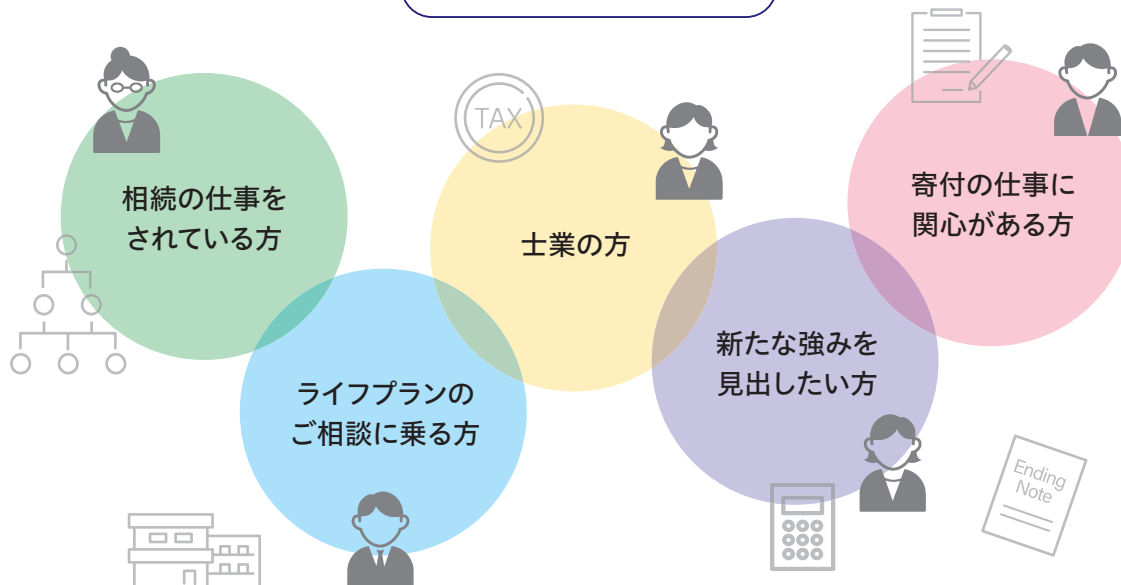 相続の仕事を
されている方
ライフプランの
ご相談に乗る方
TAX
士業の方
新たな強みを
見出したい方
寄付の仕事に
関心がある方
Ending
Note